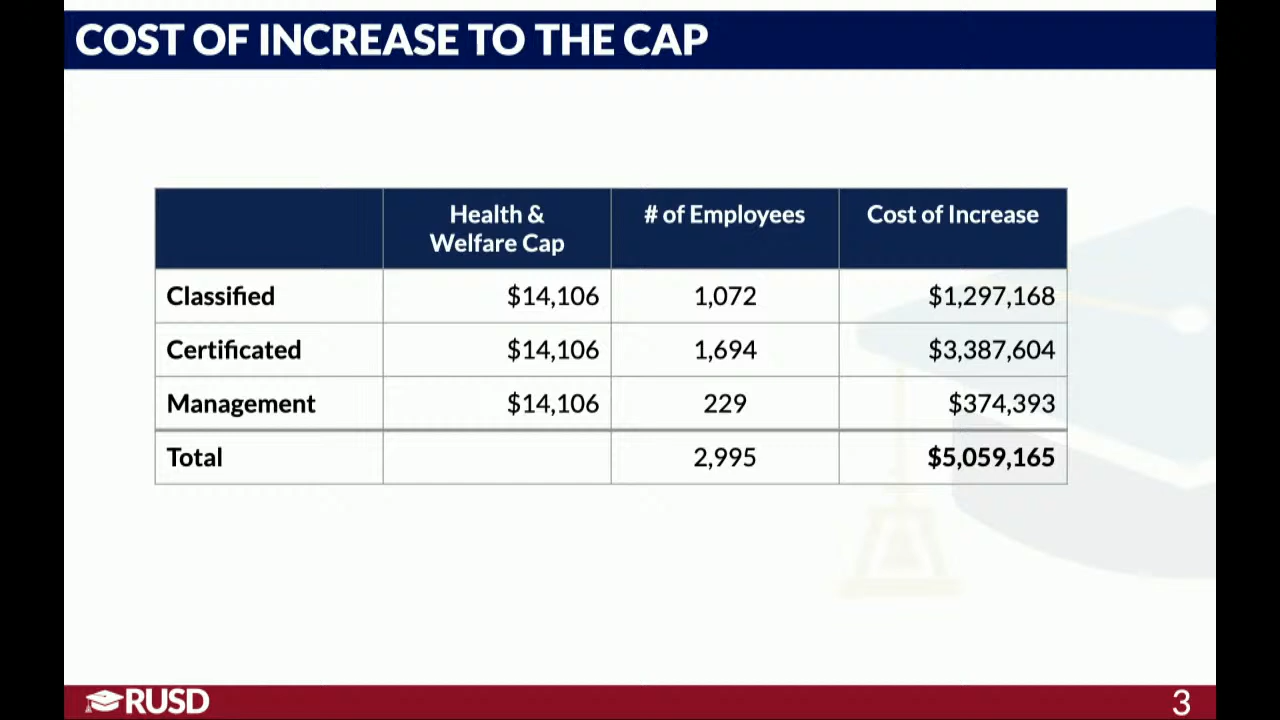 COST OF INCREASE TO THE CAP
Health &
Welfare Cap
# of Employees
Cost of Increase
Classified $14,106 1,072 $1,297,168
Certificated $14,106 1,694 $3,387,604
Management $14,106 229 $374,393
Total 2,995 $5,059,165
RUSD
3